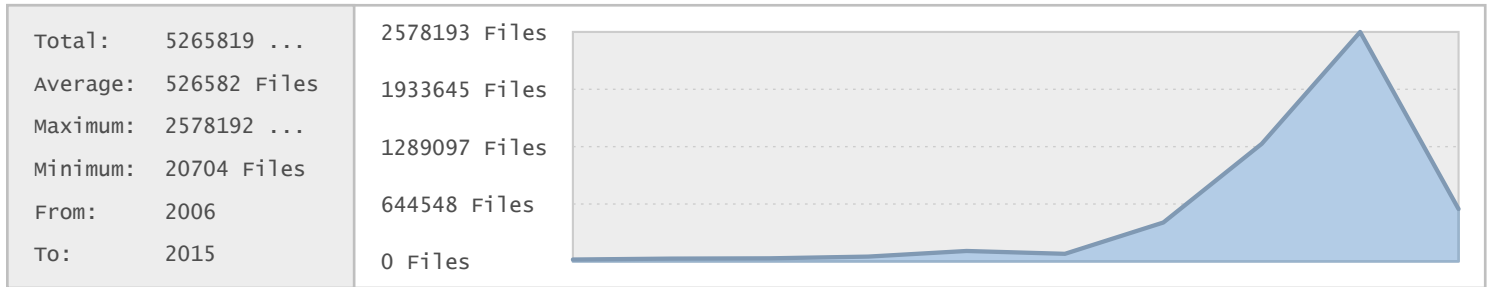 Total: 5265819 ...
Average: 526582 Files
Maximum: 2578192 ...
Minimum: 20704 Files
From: 2006
To: 2015
2578193 Files
1933645 Files
1289097 Files
644548 Files
0 Files